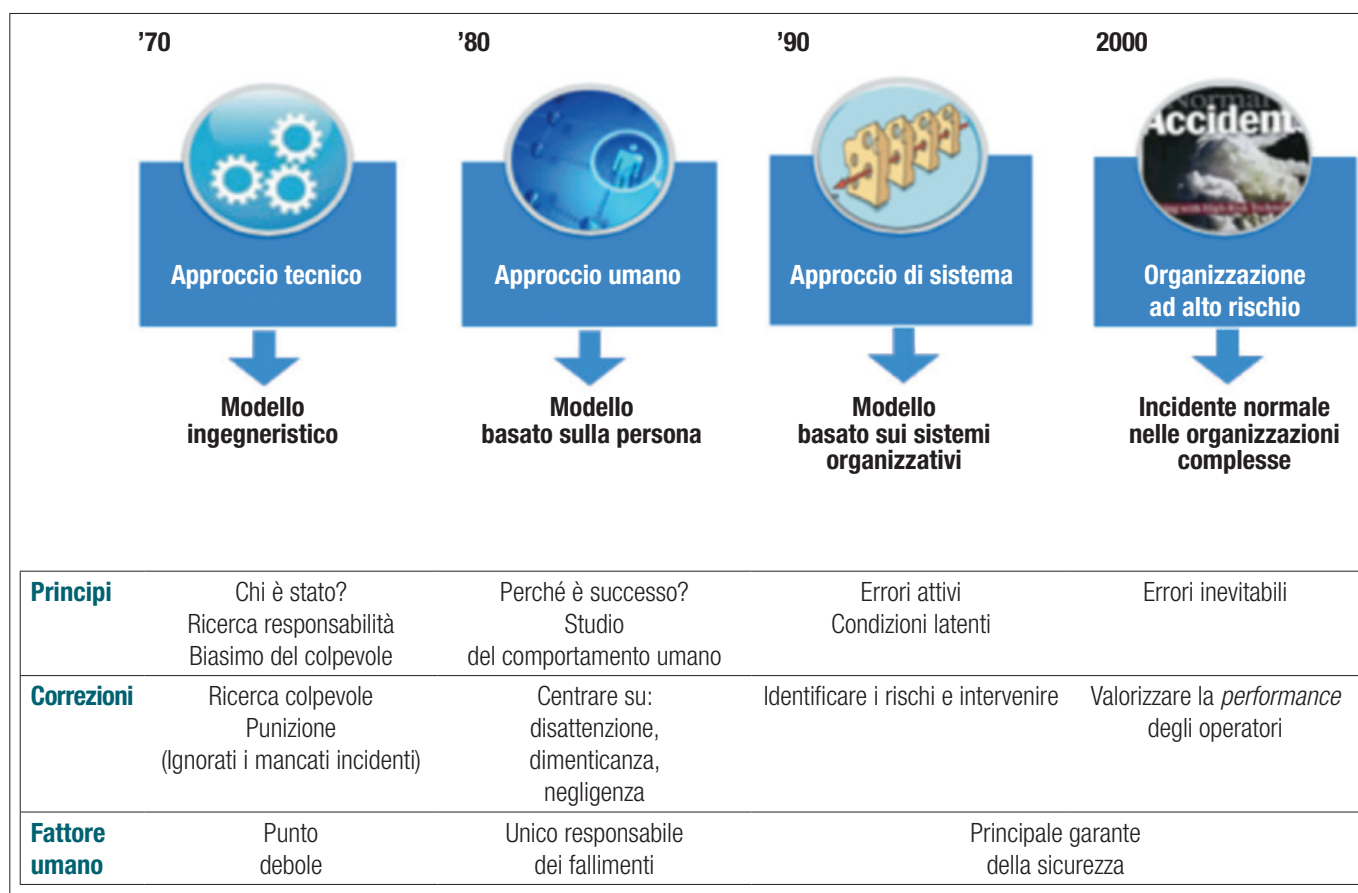 '70
'80
'90
2000
Normal
Accident
Approccio tecnico
Approccio umano
Approccio di sistema
Organizzazione
ad alto rischio
Modello
ingegneristico
Modello
basato sulla persona
Modello
basato sui sistemi
organizzativi
Incidente normale
nelle organizzazioni
complesse
Principi
Chi è stato?
Ricerca responsabilità
Biasimo del colpevole
Perché è successo?
Studio
del comportamento umano
Errori attivi
Condizioni latenti
Errori inevitabili
Correzioni
Ricerca colpevole
Punizione
(Ignorati i mancati incidenti)
Centrare su:
disattenzione,
dimenticanza,
negligenza
Identificare i rischi e intervenire
Valorizzare la performance
degli operatori
Fattore
umano
Punto
debole
Unico responsabile
dei fallimenti
Principale garante
della sicurezza